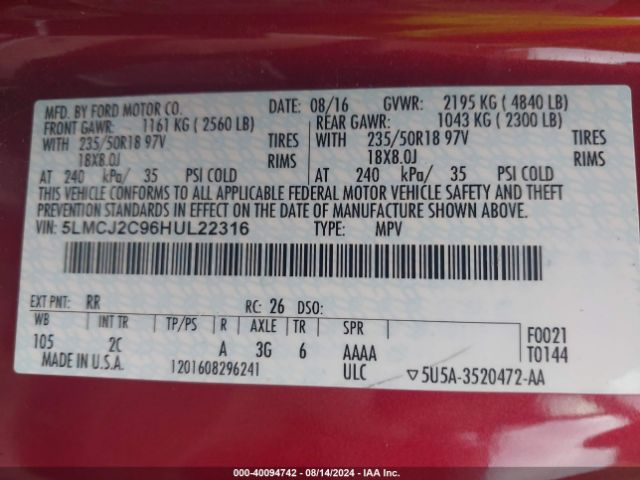 MFD. BY FORD MOTOR CO. DATE: 08/16 GVWR: 2195 KG ( 4840 LB)
FRONT GAWR: 1161 KG ( 2560 LB) REAR GAWR: 1043 KG ( 2300 LB)
WITH 235/50R18 97V TIRES WITH 235/50R18 97V TIRES
18X8.0J RIMS 18X8.0J RIMS
AT 240 kPa/ 35 PSI COLD AT 240 kPa/ 35 PSI COLD
THIS VEHICLE CONFORMS TO ALL APPLICABLE FEDERAL MOTOR VEHICLE SAFETY AND THEFT
PREVENTION STANDARDS IN EFFECT ON THE DATE OF MANUFACTURE SHOWN ABOVE.
VIN: 5LMCJ2C96HUL22316 TYPE: MPV
EXT PNT: RR RC: 26 DSO:
WB INT TR TP/PS R AXLE TR SPR F0021
105 2C A 3G 6 AAAA T0144
MADE IN U.S.A. 1201608296241 ULC ▽5U5A-3520472-AA
000-40094742 - 08/14/2024 - IAA Inc.